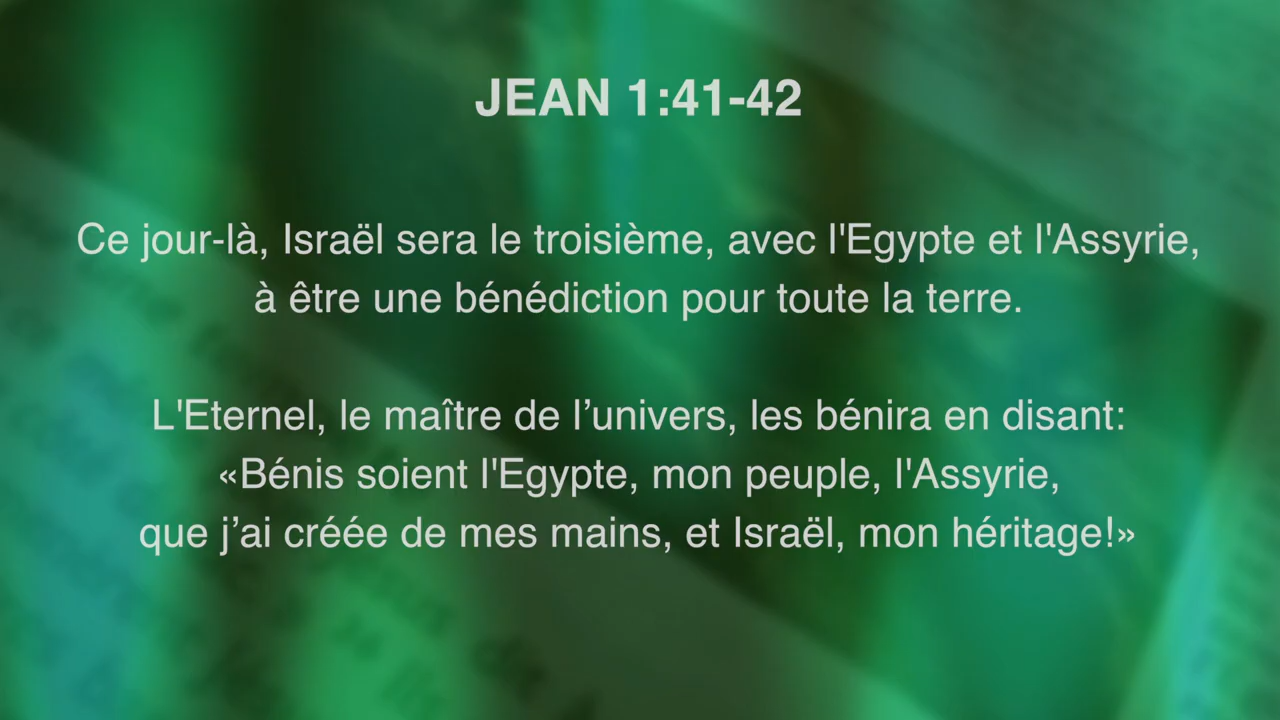 JEAN 1:41-42
Ce jour-là, Israël sera le troisième, avec l'Egypte et l'Assyrie,
à être une bénédiction pour toute la terre.
L'Eternel, le maître de l’univers, les bénira en disant:
«Bénis soient l'Egypte, mon peuple, l'Assyrie,
que j’ai créée de mes mains, et Israël, mon héritage!»